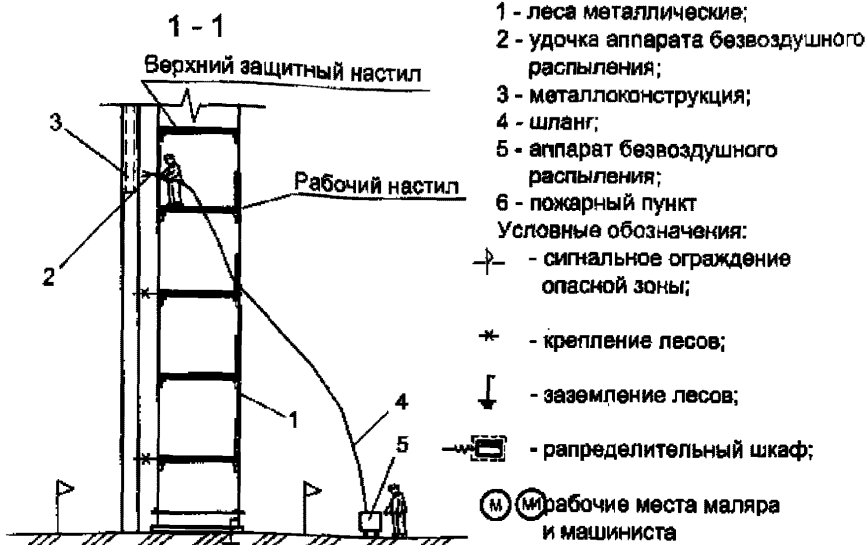 1 - 1
Верхний защитный настил
3
Рабочий настил
2
1
4
5
1 - леса металлические;
2 - удочка аппарата безвоздушного
распыления;
3 - металлоконструкция;
4 - шланг;
5 - аппарат безвоздушного
распыления;
6 - пожарный пункт
Условные обозначения:
- сигнальное ограждение
опасной зоны;
- крепление лесов;
- заземление лесов;
- рапределительный шкаф;
М МИ рабочие места маляра
и машиниста